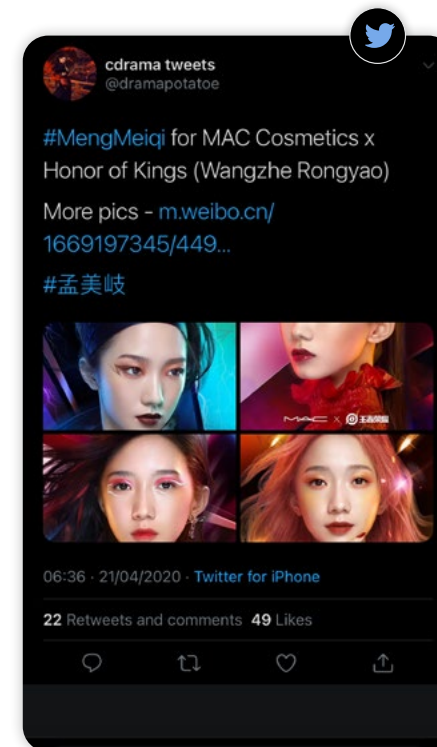 cdrama tweets
@dramapotatoe
#MengMeiqi for MAC Cosmetics x
Honor of Kings (Wangzhe Rongyao)
More pics - m.weibo.cn/
1669197345/449...
#孟美岐
MAC X 王者荣耀
06:36 · 21/04/2020 · Twitter for iPhone
22 Retweets and comments 49 Likes